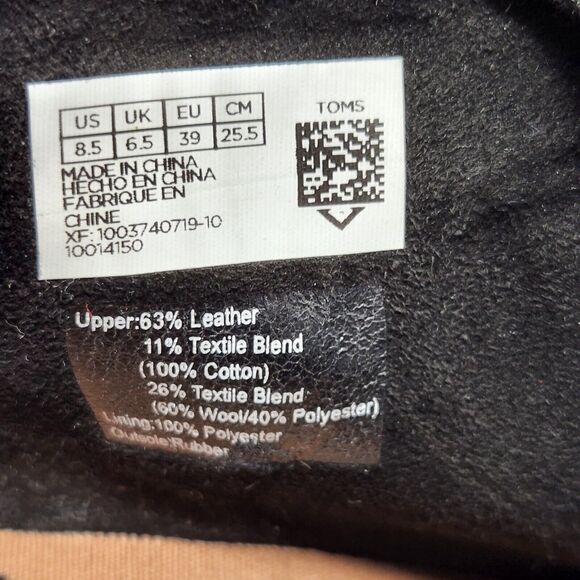 TOMS
US UK EU CM
8.5 6.5 39 25.5
MADE IN CHINA
HECHO EN CHINA
FABRIQUE EN
CHINE
XF: 1003740719-10
10014150
Upper:63% Leather
11% Textile Blend
(100% Cotton)
26% Textile Blend
(60% Wool/40% Polyester)
Lining:100% Polyester
Outsole:Rubber